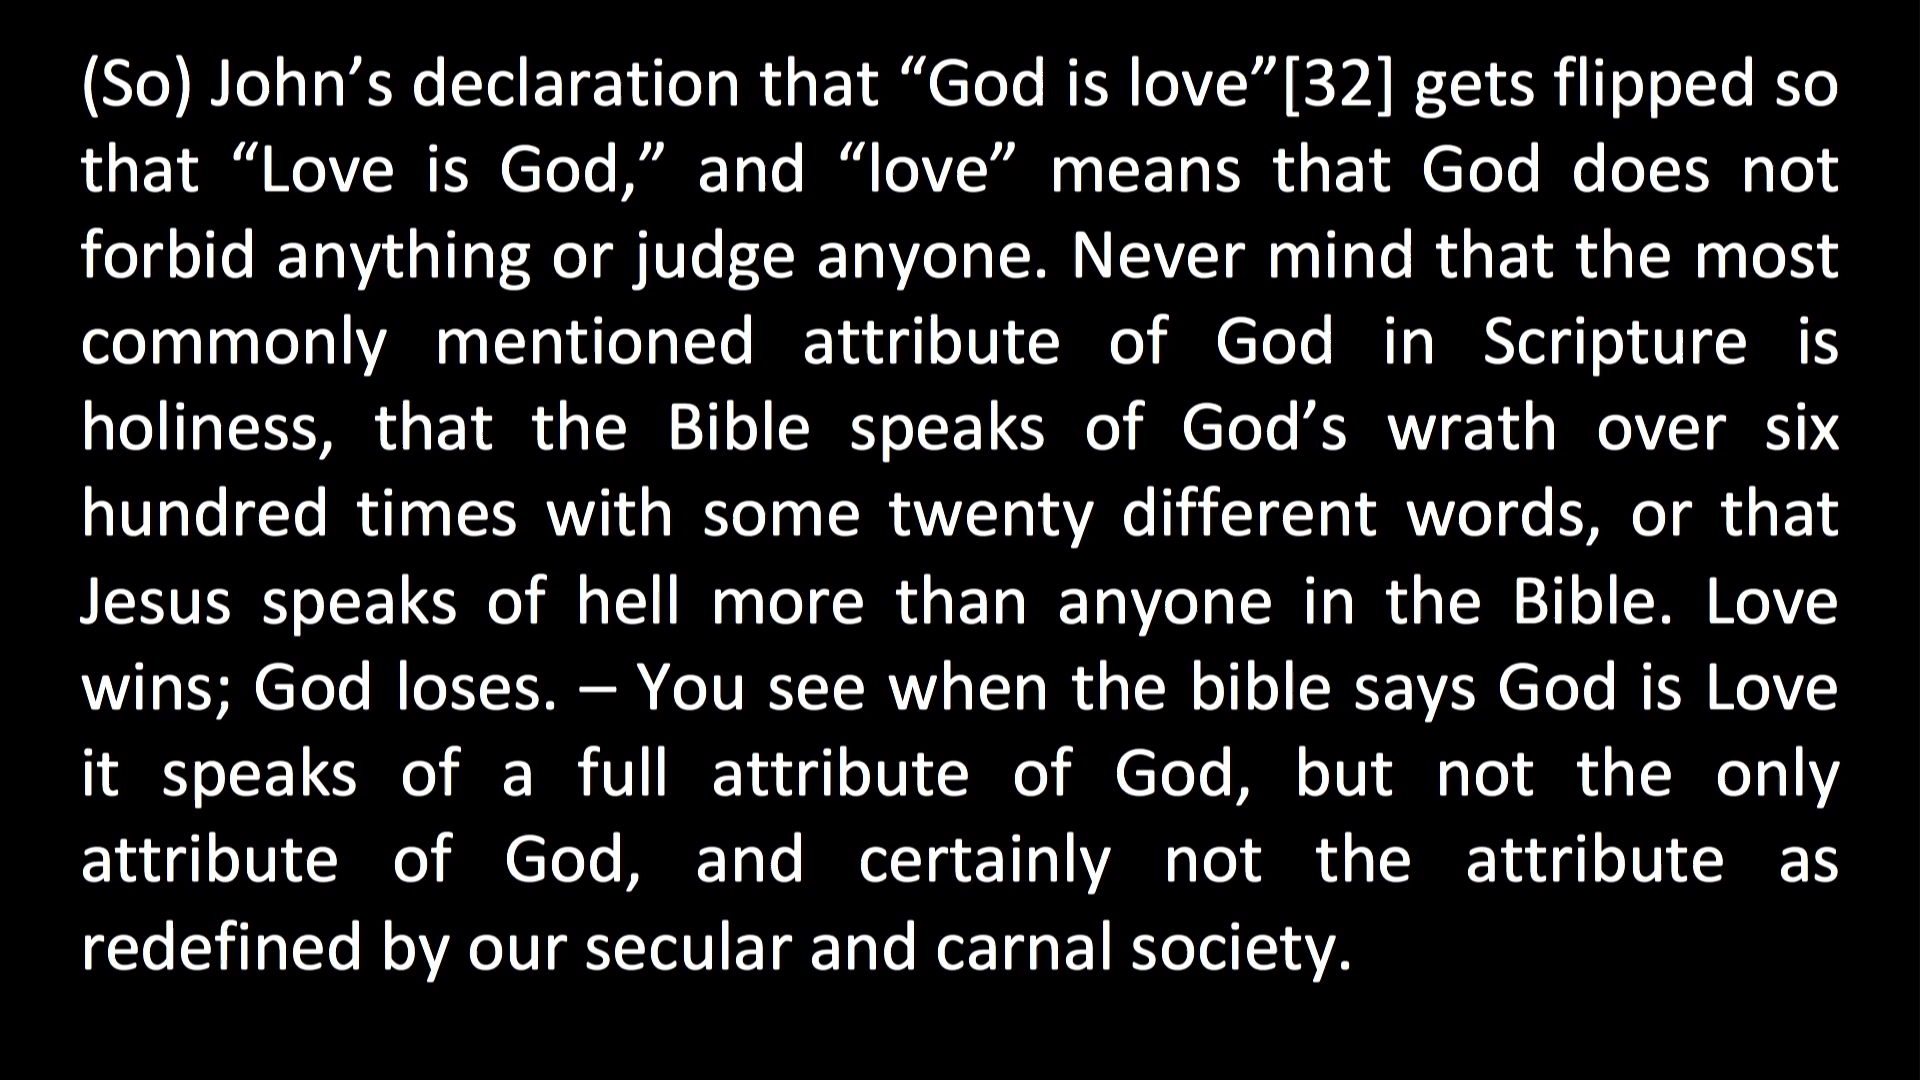 (So) John’s declaration that “God is love”[32] gets flipped so
that “Love is God,” and “love” means that God does not
forbid anything or judge anyone. Never mind that the most
commonly mentioned attribute of God in Scripture is
holiness, that the Bible speaks of God’s wrath over six
hundred times with some twenty different words, or that
Jesus speaks of hell more than anyone in the Bible. Love
wins; God loses. – You see when the bible says God is Love
it speaks of a full attribute of God, but not the only
attribute of God, and certainly not the attribute as
redefined by our secular and carnal society.